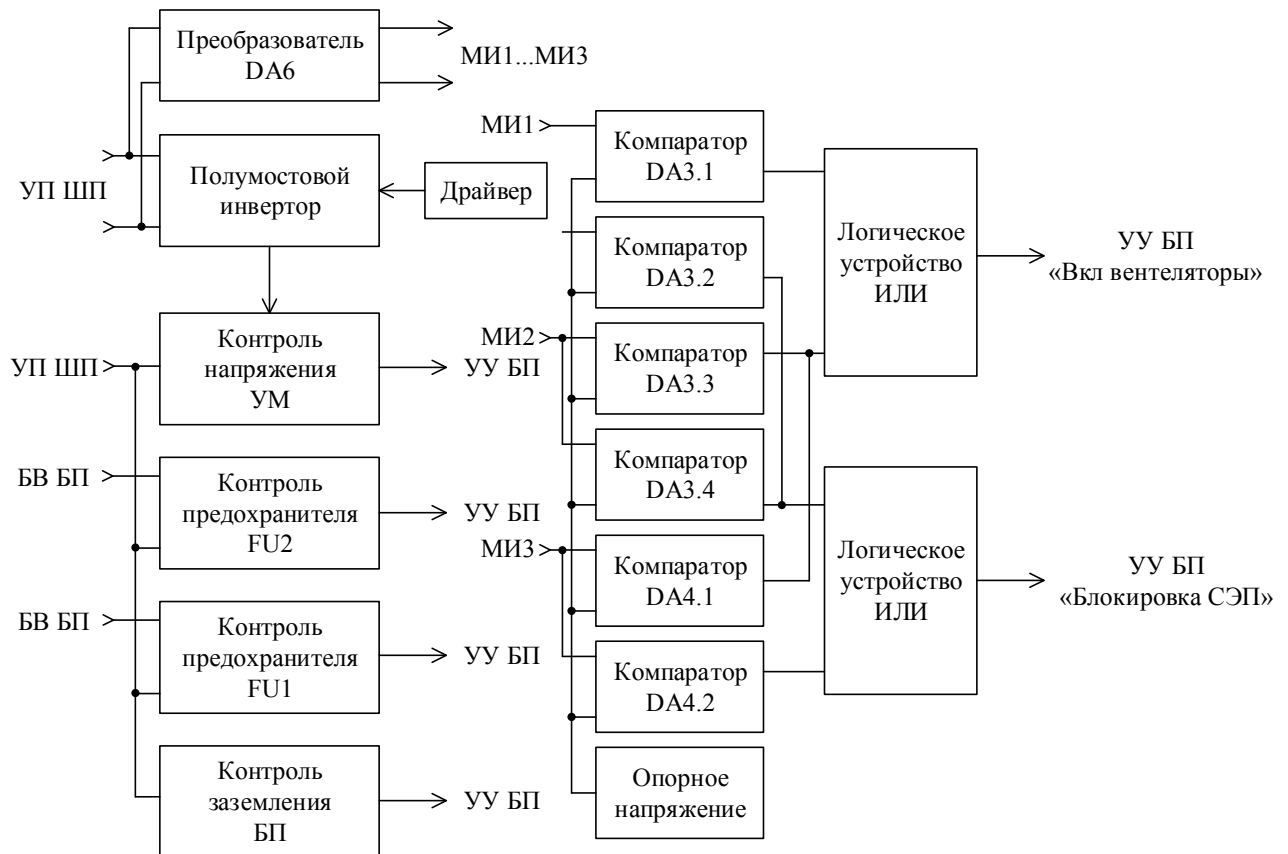 Преобразователь
DA6
МИ1...МИ3
УП ШП
Полумостовой
инвертор
Драйвер
УП ШП
Контроль
напряжения
УМ
УУ БП
БВ БП
Контроль
предохранителя
FU2
УУ БП
БВ БП
Контроль
предохранителя
FU1
УУ БП
Контроль
заземления
БП
УУ БП
МИ1
Компаратор
DA3.1
Компаратор
DA3.2
МИ2
Компаратор
DA3.3
Компаратор
DA3.4
МИ3
Компаратор
DA4.1
Компаратор
DA4.2
Опорное
напряжение
Логическое
устройство
ИЛИ
УУ БП
«Вкл вентеляторы»
Логическое
устройство
ИЛИ
УУ БП
«Блокировка СЭП»